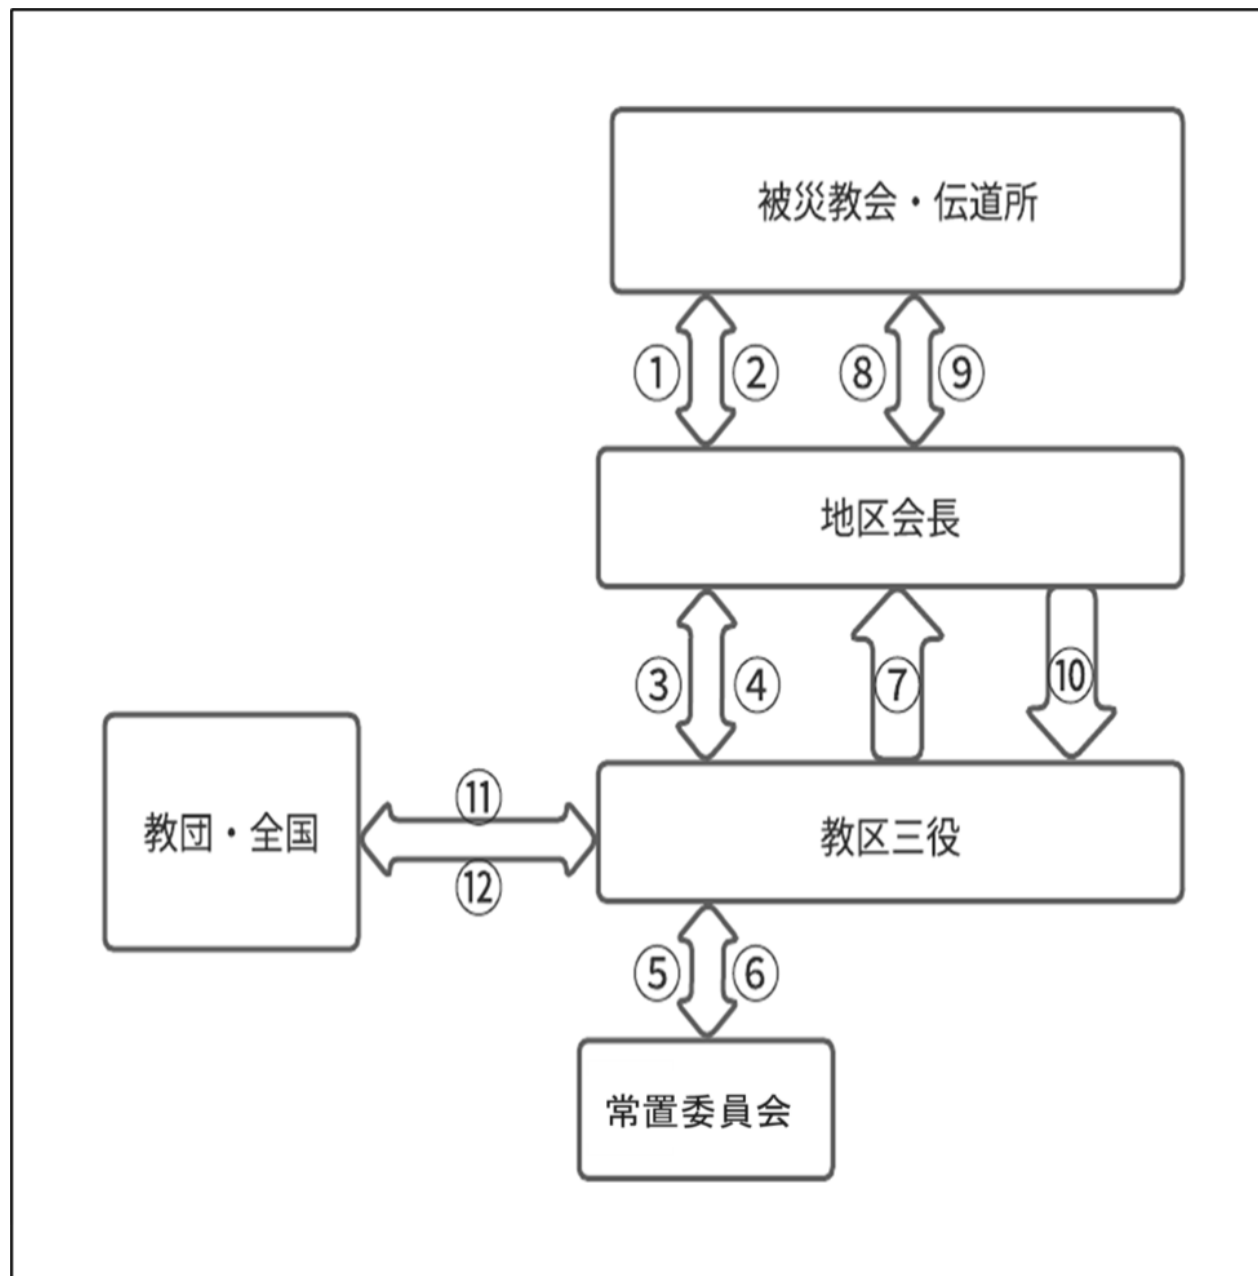 被災教会・伝道所
① ② ⑧ ⑨
地区会長
③ ④ ⑦ ⑩
教団・全国
⑪
⑫
教区三役
⑤ ⑥
常置委員会